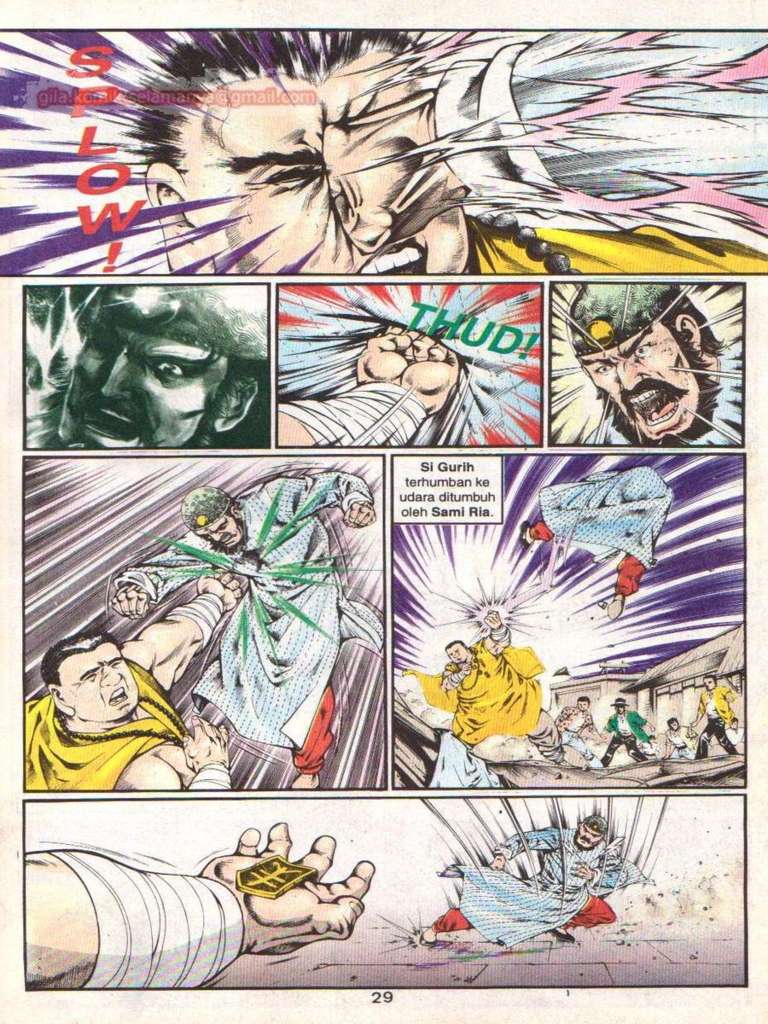 SPLOW!
THUD!
Si Gurih
terhumban ke
udara ditumbuh
oleh Sami Ria.
29